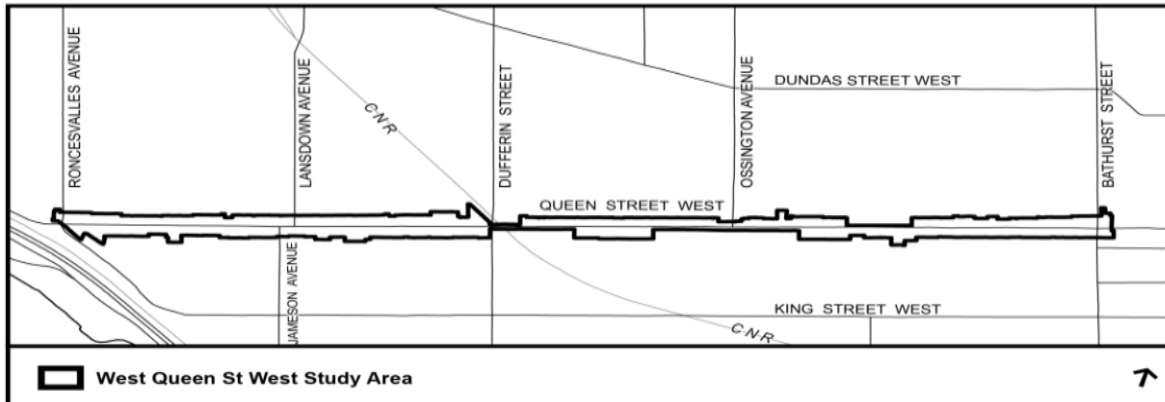 RONCESVALLES AVENUE
LANSDOWN AVENUE
CNR
DUFFERIN STREET
OSSINGTON AVENUE
DUNDAS STREET WEST
BATHURST STREET
QUEEN STREET WEST
JAMESON AVENUE
KING STREET WEST
CNR
West Queen St West Study Area